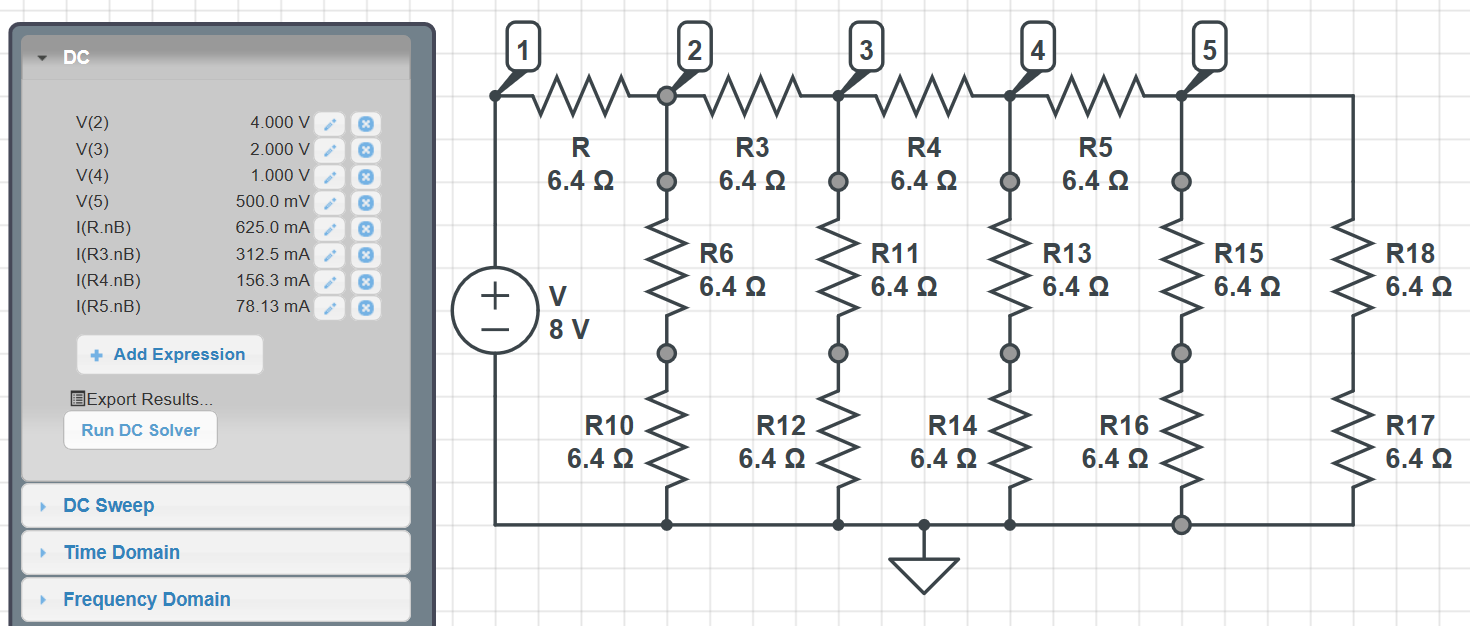 DC
V(2) 4.000 V
V(3) 2.000 V
V(4) 1.000 V
V(5) 500.0 mV
I(R.nB) 625.0 mA
I(R3.nB) 312.5 mA
I(R4.nB) 156.3 mA
I(R5.nB) 78.13 mA
Add Expression
Export Results...
Run DC Solver
DC Sweep
Time Domain
Frequency Domain
1 2 3 4 5
R R3 R4 R5
6.4 Ω 6.4 Ω 6.4 Ω 6.4 Ω
R6 R11 R13 R15 R18
6.4 Ω 6.4 Ω 6.4 Ω 6.4 Ω 6.4 Ω
V
8 V
R10 R12 R14 R16 R17
6.4 Ω 6.4 Ω 6.4 Ω 6.4 Ω 6.4 Ω